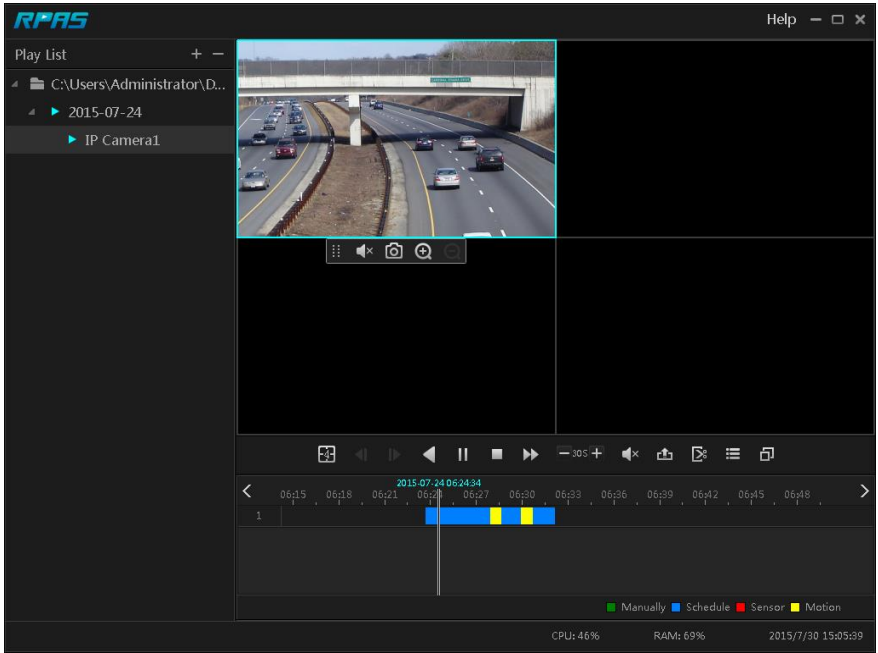 RPAS Help
Play List
C:\Users\Administrator\D...
2015-07-24
IP Camera1
4
30S
2015-07-24 06:24:34
06:15 06:18 06:21 06:24 06:27 06:30 06:33 06:36 06:39 06:42 06:45 06:48
1
Manually Schedule Sensor Motion
CPU: 46% RAM: 69% 2015/7/30 15:05:39